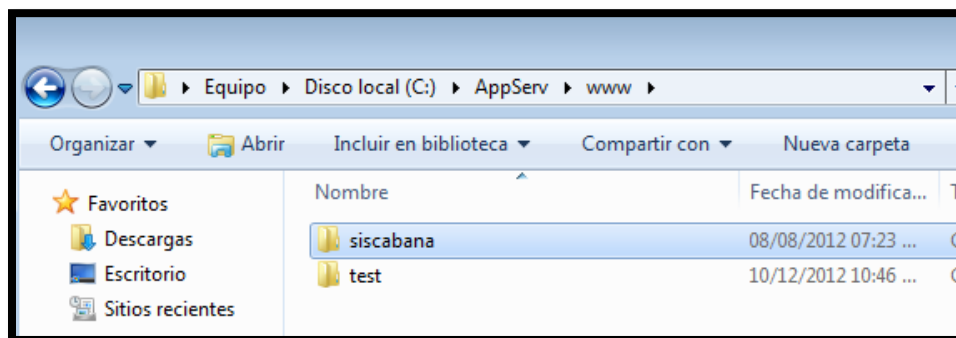 Equipo Disco local (C:) AppServ www
Organizar Abrir Incluir en biblioteca Compartir con Nueva carpeta
Favoritos
Descargas
Escritorio
Sitios recientes
Nombre Fecha de modifica...
siscabana 08/08/2012 07:23 ...
test 10/12/2012 10:46 ...